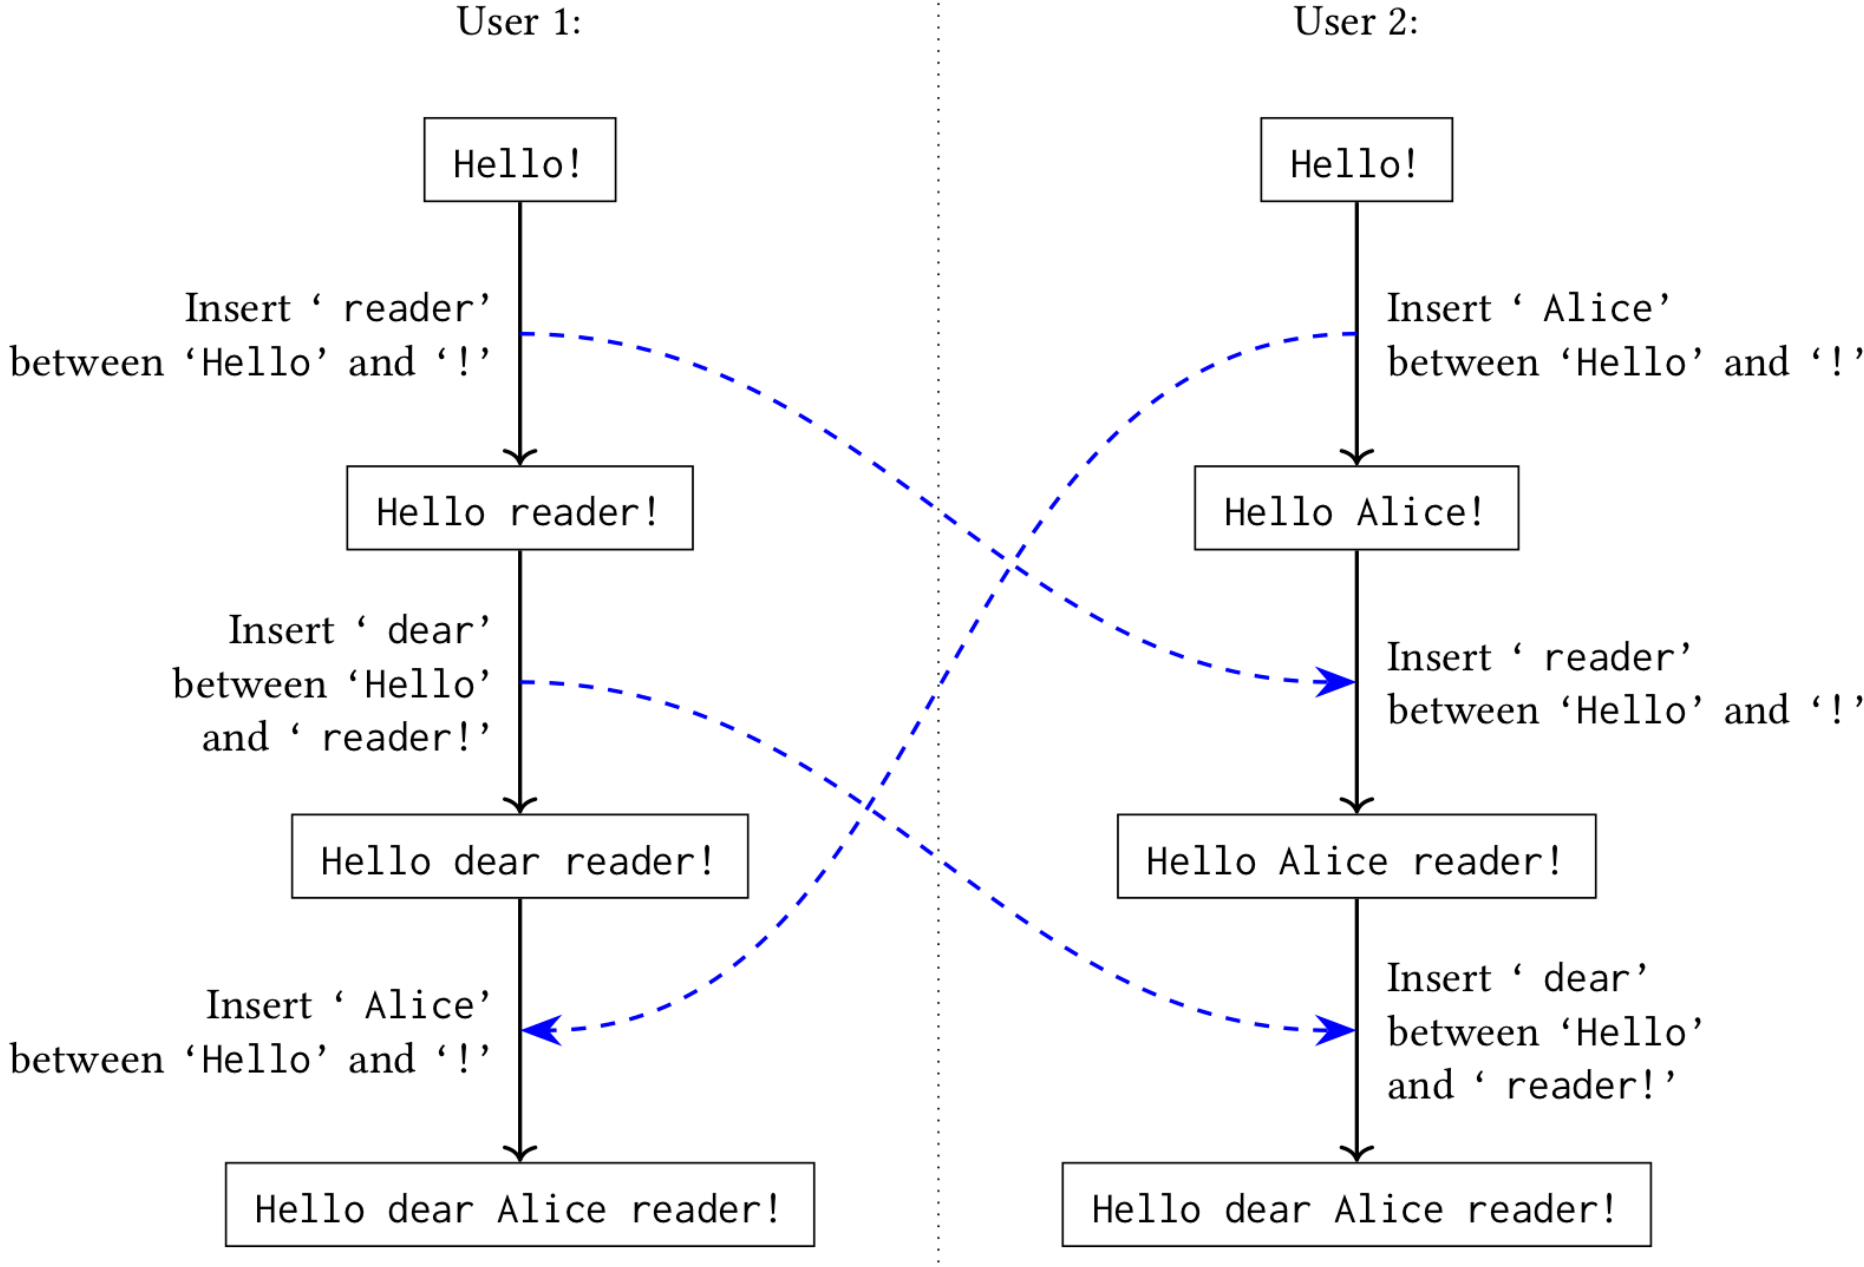 User 1:
User 2:
Hello!
Hello!
Insert ‘ reader’
between ‘Hello’ and ‘!’
Insert ‘ Alice’
between ‘Hello’ and ‘!’
Hello reader!
Hello Alice!
Insert ‘ dear’
between ‘Hello’
and ‘ reader!’
Insert ‘ reader’
between ‘Hello’ and ‘!’
Hello dear reader!
Hello Alice reader!
Insert ‘ Alice’
between ‘Hello’ and ‘!’
Insert ‘ dear’
between ‘Hello’
and ‘ reader!’
Hello dear Alice reader!
Hello dear Alice reader!